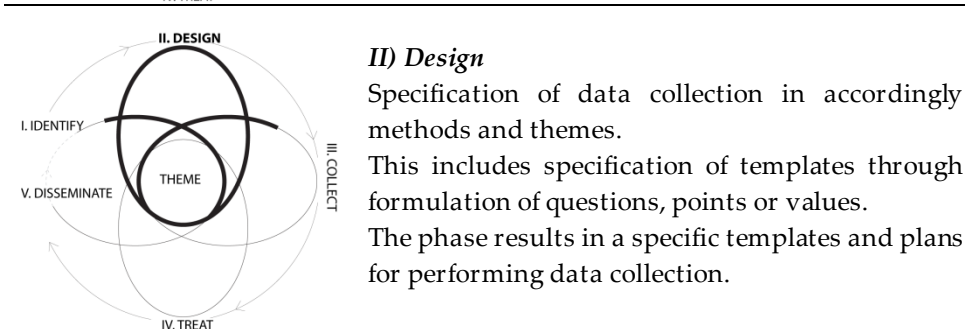 II. DESIGN
I. IDENTIFY
THEME
V. DISSEMINATE
III. COLLECT
IV. TREAT
II) Design
Specification of data collection in accordingly
methods and themes.
This includes specification of templates through
formulation of questions, points or values.
The phase results in a specific templates and plans
for performing data collection.